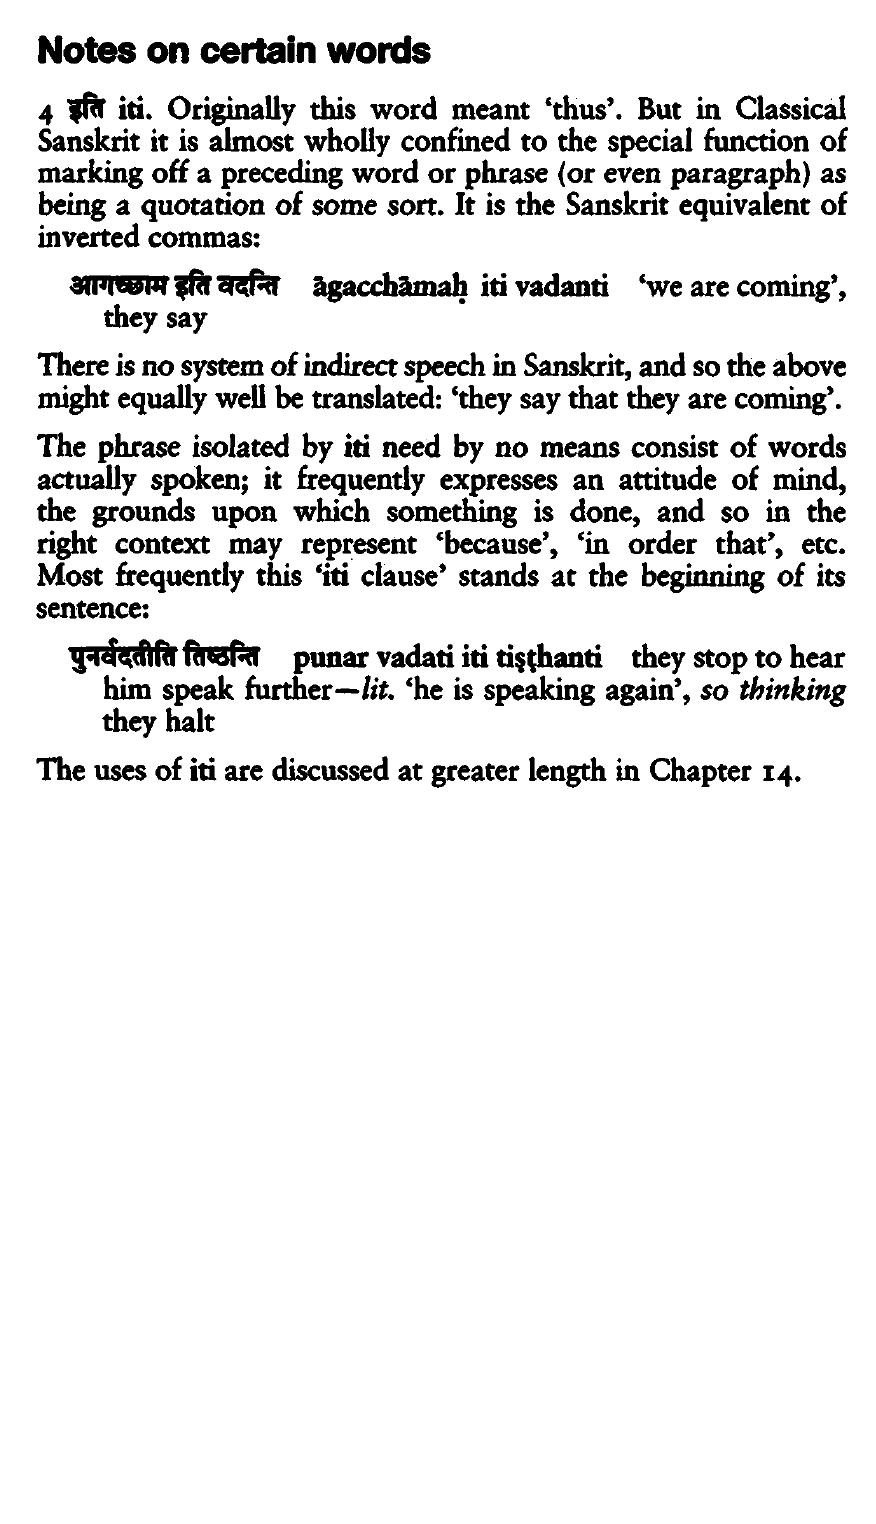 Notes on certain words
4 इति iti. Originally this word meant ‘thus’. But in Classical
Sanskrit it is almost wholly confined to the special function of
marking off a preceding word or phrase (or even paragraph) as
being a quotation of some sort. It is the Sanskrit equivalent of
inverted commas:
आगच्छाम इति वदन्ति āgacchāmaḥ iti vadanti ‘we are coming’,
they say
There is no system of indirect speech in Sanskrit, and so the above
might equally well be translated: ‘they say that they are coming’.
The phrase isolated by iti need by no means consist of words
actually spoken; it frequently expresses an attitude of mind,
the grounds upon which something is done, and so in the
right context may represent ‘because’, ‘in order that’, etc.
Most frequently this ‘iti clause’ stands at the beginning of its
sentence:
पुनर्वदतीति तिष्ठन्ति punar vadati iti tiṣṭhanti they stop to hear
him speak further—lit. ‘he is speaking again’, so thinking
they halt
The uses of iti are discussed at greater length in Chapter 14.